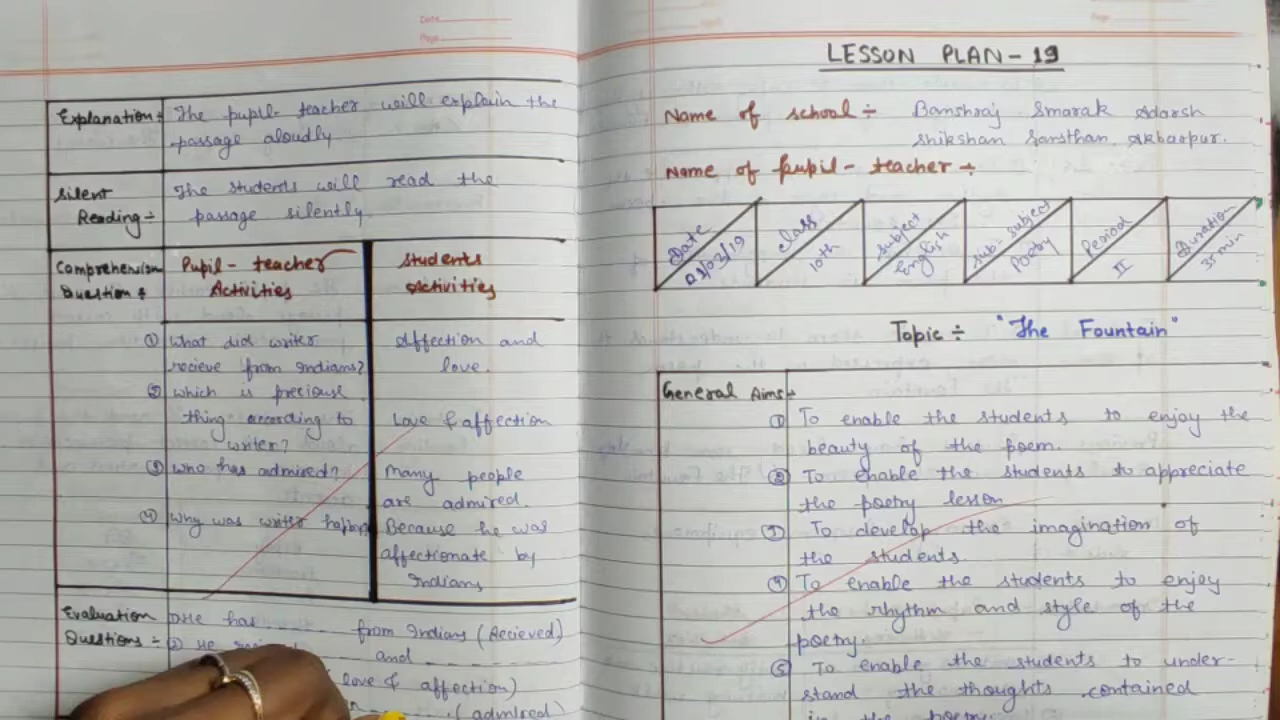 Date
Page
Explanation ÷ The pupil-teacher will explain the
passage aloudly.
Silent The students will read the
Reading ÷ passage silently.
Comprehension Pupil-teacher Students
Question ÷ Activities Activities
① What did writer Affection and
recieve from Indians? love.
② Which is precious
thing according to Love & affection
writer?
③ Who has admired? Many people
are admired.
④ Why was writer happy Because he was
affectionate by
Indians
Evaluation ① He has from Indians (Recieved)
Questions ÷ ② He
and
love & affection)
(admired)
Date
Page
LESSON PLAN - 19
Name of school ÷ Banshraj Smarak Adarsh
Shikshan Sansthan Akbarpur.
Name of pupil-teacher ÷
Date Class Subject Sub-subject Period Duration
/03/19 10th English Poetry II 35 min
Topic ÷ "The Fountain"
General Aims ÷
① To enable the students to enjoy the
beauty of the poem.
② To enable the students to appreciate
the poetry lesson
③ To develop the imagination of
the students.
④ To enable the students to enjoy
the rhythm and style of the
poetry.
⑤ To enable the students to under-
stand the thoughts contained
in the poetry